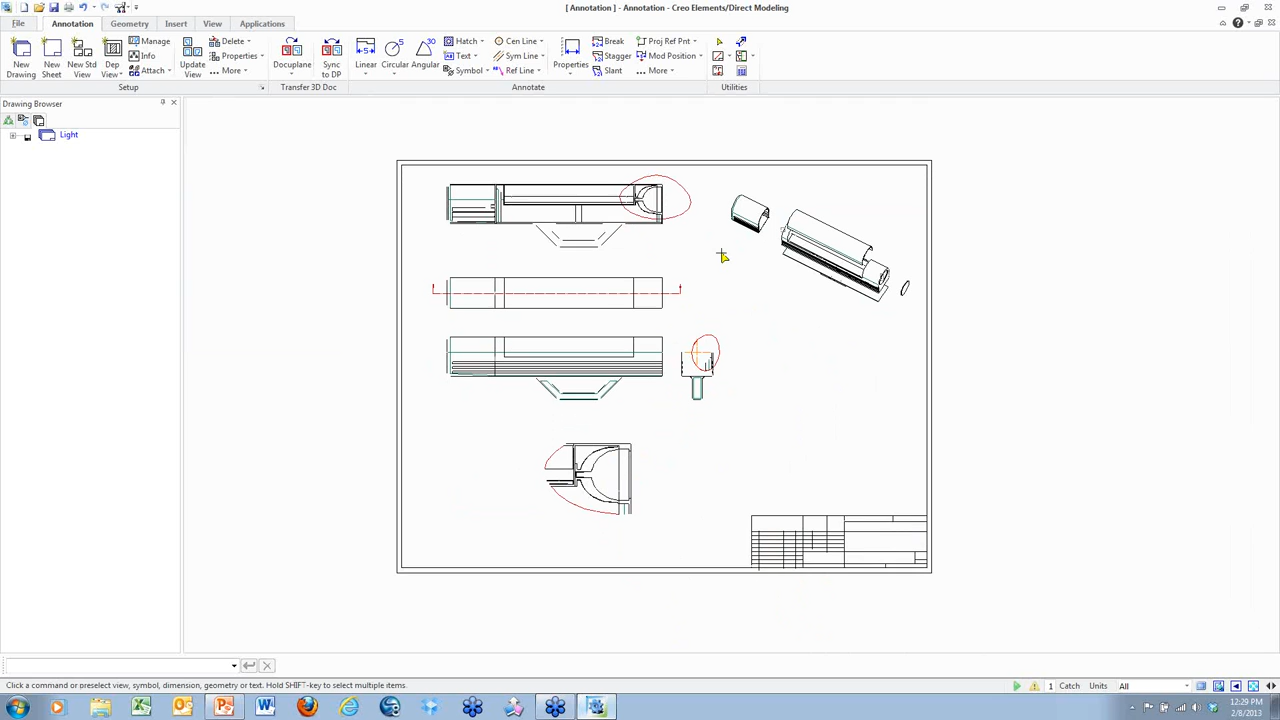 [ Annotation ] - Annotation - Creo Elements/Direct Modeling
File Annotation Geometry Insert View Applications
New Drawing
New Sheet
New Std View
Dep View
Manage
Info
Attach
Update View
Delete
Properties
More
Setup
Docuplane
Sync to DP
Transfer 3D Doc
Linear
Circular
Angular
Hatch
Text
Symbol
Cen Line
Sym Line
Ref Line
Annotate
Properties
Break
Stagger
Slant
Proj Ref Pnt
Mod Position
More
Utilities
Drawing Browser
Light
Click a command or preselect view, symbol, dimension, geometry or text. Hold SHIFT-key to select multiple items.
1 Catch Units All
12:29 PM
2/8/2013